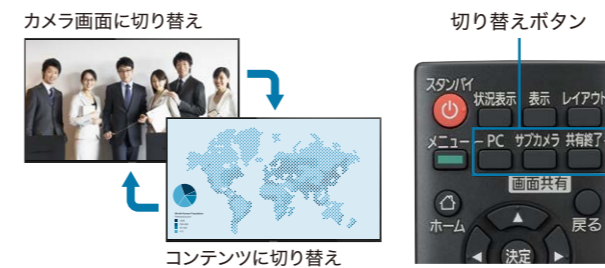 カメラ画面に切り替え
コンテンツに切り替え
切り替えボタン
スタンバイ
状況表示 表示 レイアウト
メニュー PC サブカメラ 共有終了
画面共有
ホーム 戻る
決定